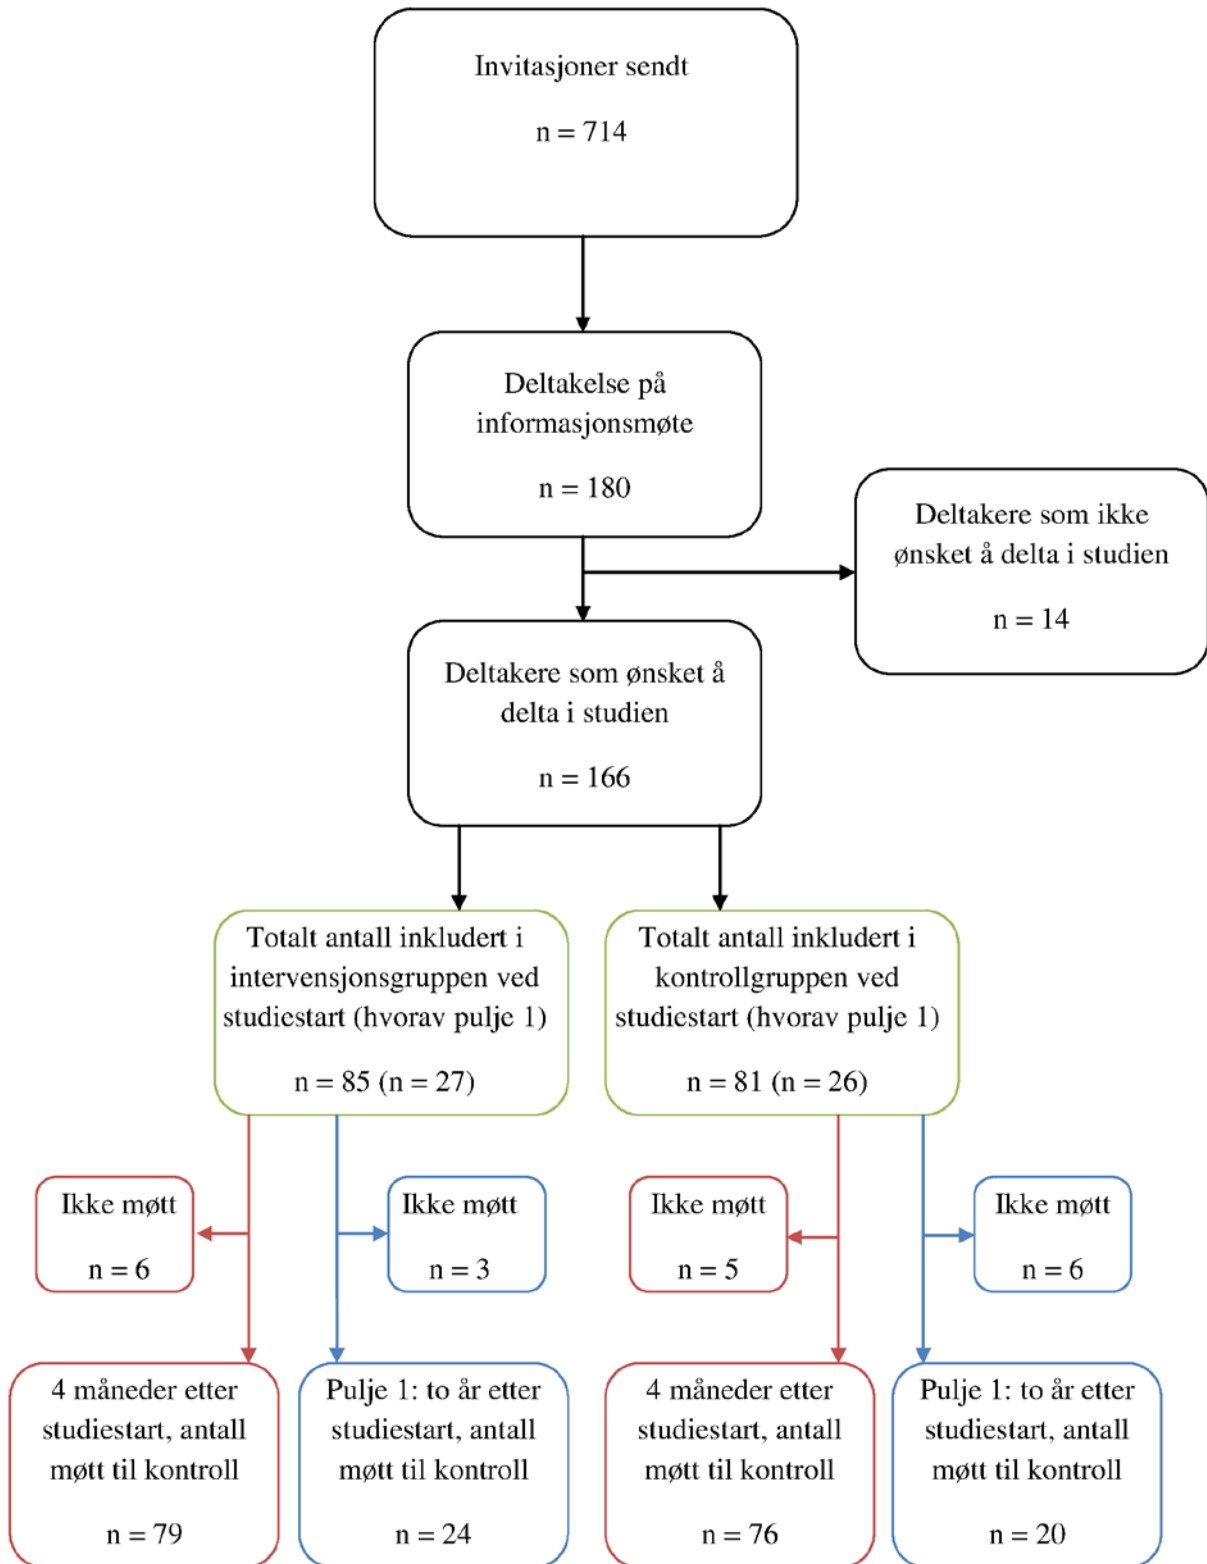 Invitasjoner sendt
n = 714
Deltakelse på
informasjonsmøte
n = 180
Deltakere som ikke
ønsket å delta i studien
n = 14
Deltakere som ønsket å
delta i studien
n = 166
Totalt antall inkludert i
intervensjonsgruppen ved
studiestart (hvorav pulje 1)
n = 85 (n = 27)
Totalt antall inkludert i
kontrollgruppen ved
studiestart (hvorav pulje 1)
n = 81 (n = 26)
Ikke møtt
n = 6
Ikke møtt
n = 3
Ikke møtt
n = 5
Ikke møtt
n = 6
4 måneder etter
studiestart, antall
møtt til kontroll
n = 79
Pulje 1: to år etter
studiestart, antall
møtt til kontroll
n = 24
4 måneder etter
studiestart, antall
møtt til kontroll
n = 76
Pulje 1: to år etter
studiestart, antall
møtt til kontroll
n = 20